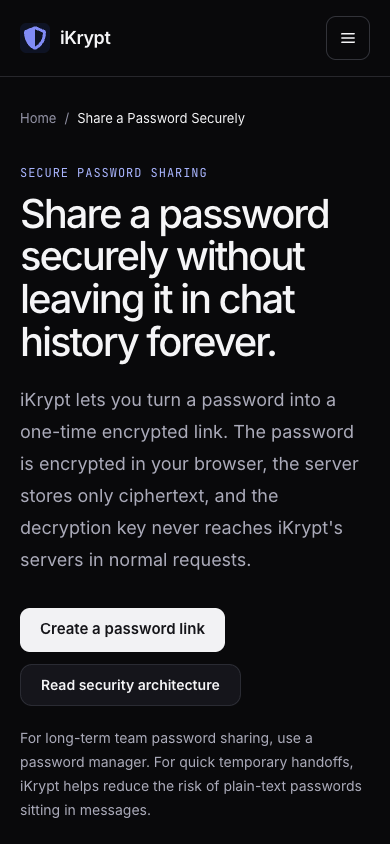 iKrypt
Home / Share a Password Securely
SECURE PASSWORD SHARING
Share a password
securely without
leaving it in chat
history forever.
iKrypt lets you turn a password into a
one-time encrypted link. The password
is encrypted in your browser, the server
stores only ciphertext, and the
decryption key never reaches iKrypt's
servers in normal requests.
Create a password link
Read security architecture
For long-term team password sharing, use a
password manager. For quick temporary handoffs,
iKrypt helps reduce the risk of plain-text passwords
sitting in messages.